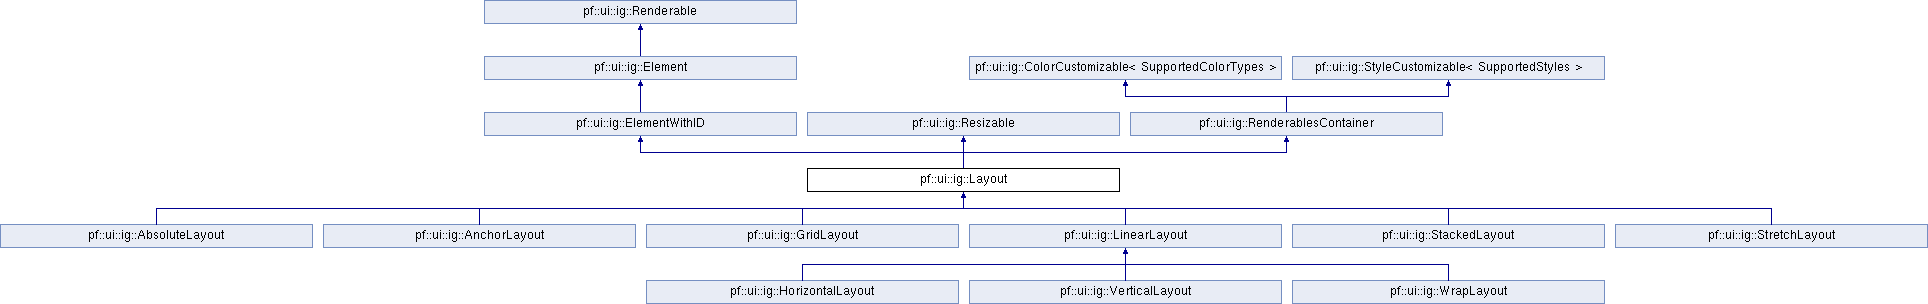 pf::ui::ig::Renderable
pf::ui::ig::Element
pf::ui::ig::ColorCustomizable< SupportedColorTypes >
pf::ui::ig::StyleCustomizable< SupportedStyles >
pf::ui::ig::ElementWithID
pf::ui::ig::Resizable
pf::ui::ig::RenderablesContainer
pf::ui::ig::Layout
pf::ui::ig::AbsoluteLayout
pf::ui::ig::AnchorLayout
pf::ui::ig::GridLayout
pf::ui::ig::LinearLayout
pf::ui::ig::StackedLayout
pf::ui::ig::StretchLayout
pf::ui::ig::HorizontalLayout
pf::ui::ig::VerticalLayout
pf::ui::ig::WrapLayout